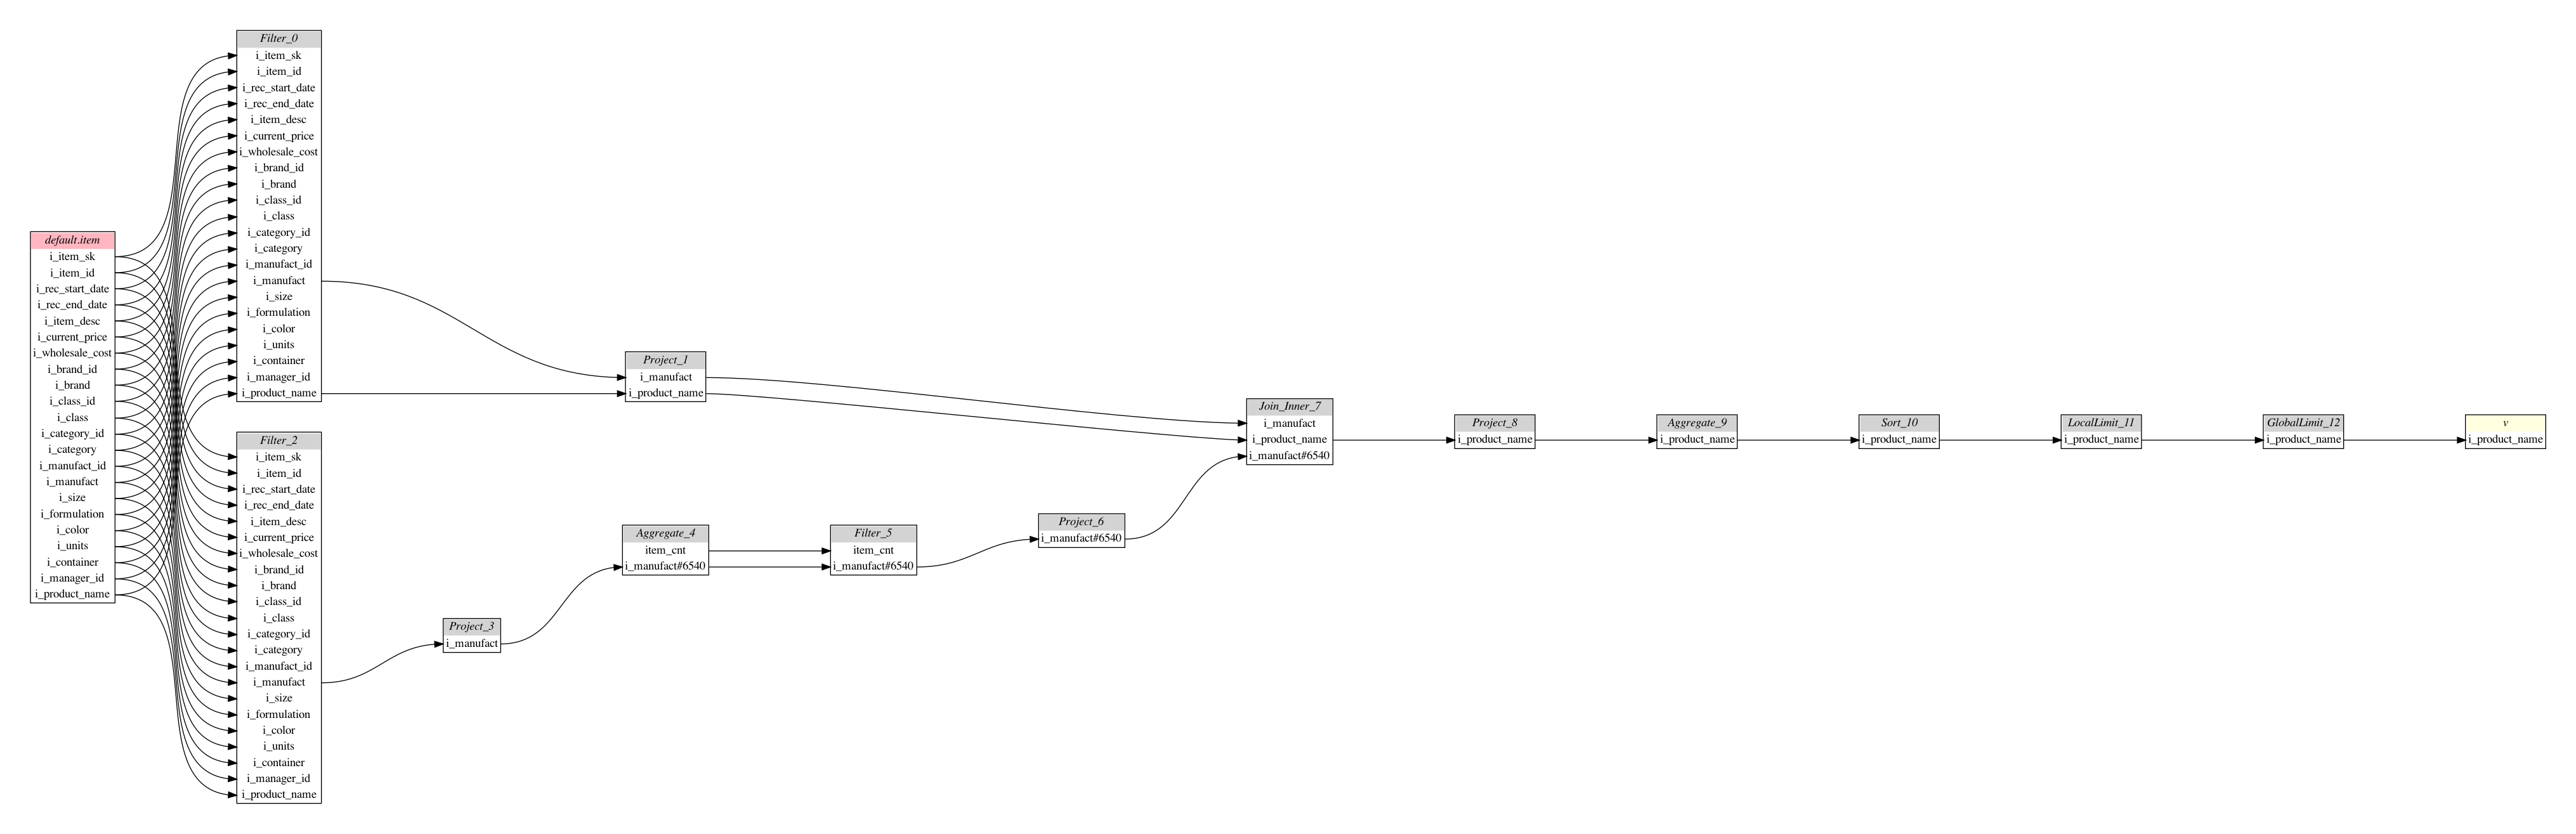 default.item
i_item_sk
i_item_id
i_rec_start_date
i_rec_end_date
i_item_desc
i_current_price
i_wholesale_cost
i_brand_id
i_brand
i_class_id
i_class
i_category_id
i_category
i_manufact_id
i_manufact
i_size
i_formulation
i_color
i_units
i_container
i_manager_id
i_product_name
Filter_0
i_item_sk
i_item_id
i_rec_start_date
i_rec_end_date
i_item_desc
i_current_price
i_wholesale_cost
i_brand_id
i_brand
i_class_id
i_class
i_category_id
i_category
i_manufact_id
i_manufact
i_size
i_formulation
i_color
i_units
i_container
i_manager_id
i_product_name
Filter_2
i_item_sk
i_item_id
i_rec_start_date
i_rec_end_date
i_item_desc
i_current_price
i_wholesale_cost
i_brand_id
i_brand
i_class_id
i_class
i_category_id
i_category
i_manufact_id
i_manufact
i_size
i_formulation
i_color
i_units
i_container
i_manager_id
i_product_name
Project_3
i_manufact
Project_1
i_manufact
i_product_name
Aggregate_4
item_cnt
i_manufact#6540
Filter_5
item_cnt
i_manufact#6540
Project_6
i_manufact#6540
Join_Inner_7
i_manufact
i_product_name
i_manufact#6540
Project_8
i_product_name
Aggregate_9
i_product_name
Sort_10
i_product_name
LocalLimit_11
i_product_name
GlobalLimit_12
i_product_name
v
i_product_name